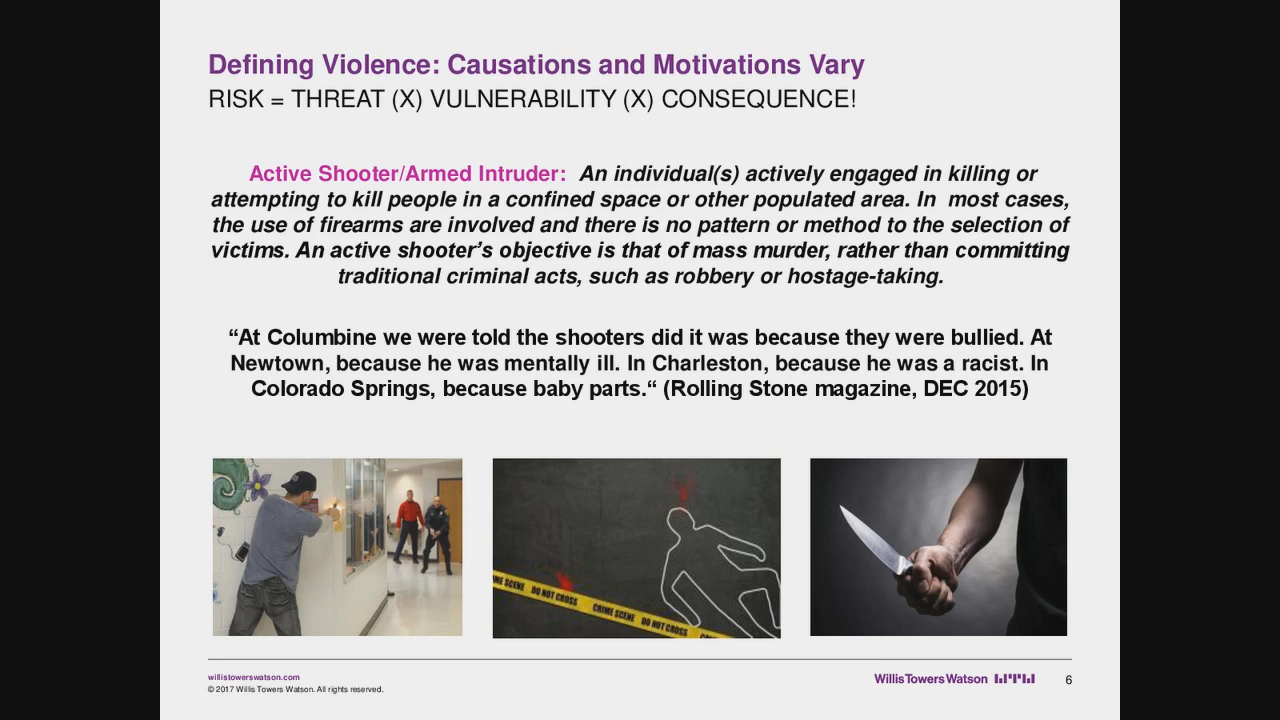 Defining Violence: Causations and Motivations Vary
RISK = THREAT (X) VULNERABILITY (X) CONSEQUENCE!
Active Shooter/Armed Intruder:  An individual(s) actively engaged in killing or
attempting to kill people in a confined space or other populated area. In  most cases,
the use of firearms are involved and there is no pattern or method to the selection of
victims. An active shooter’s objective is that of mass murder, rather than committing
traditional criminal acts, such as robbery or hostage-taking.
“At Columbine we were told the shooters did it was because they were bullied. At
Newtown, because he was mentally ill. In Charleston, because he was a racist. In
Colorado Springs, because baby parts.“ (Rolling Stone magazine, DEC 2015)
ME SCENE DO NOT CROSS CRIME SCENE DO NOT CROSS
willistowerswatson.com
© 2017 Willis Towers Watson. All rights reserved.
Willis Towers Watson
6